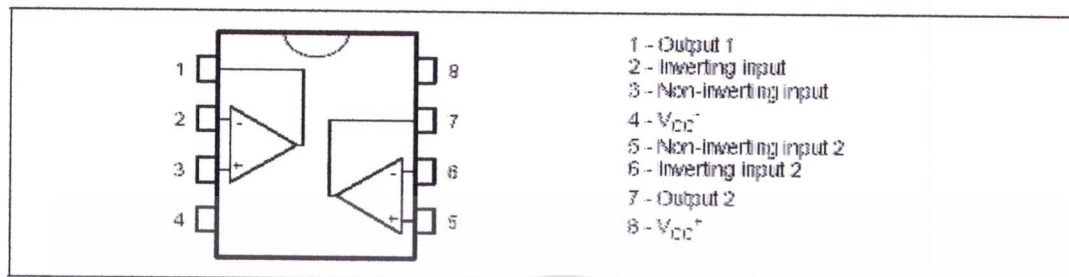 1
2
3
4
8
7
6
5
-
+
-
+
1 - Output 1
2 - Inverting input
3 - Non-inverting input
4 - VCC-
5 - Non-inverting input 2
6 - Inverting input 2
7 - Output 2
8 - VCC+